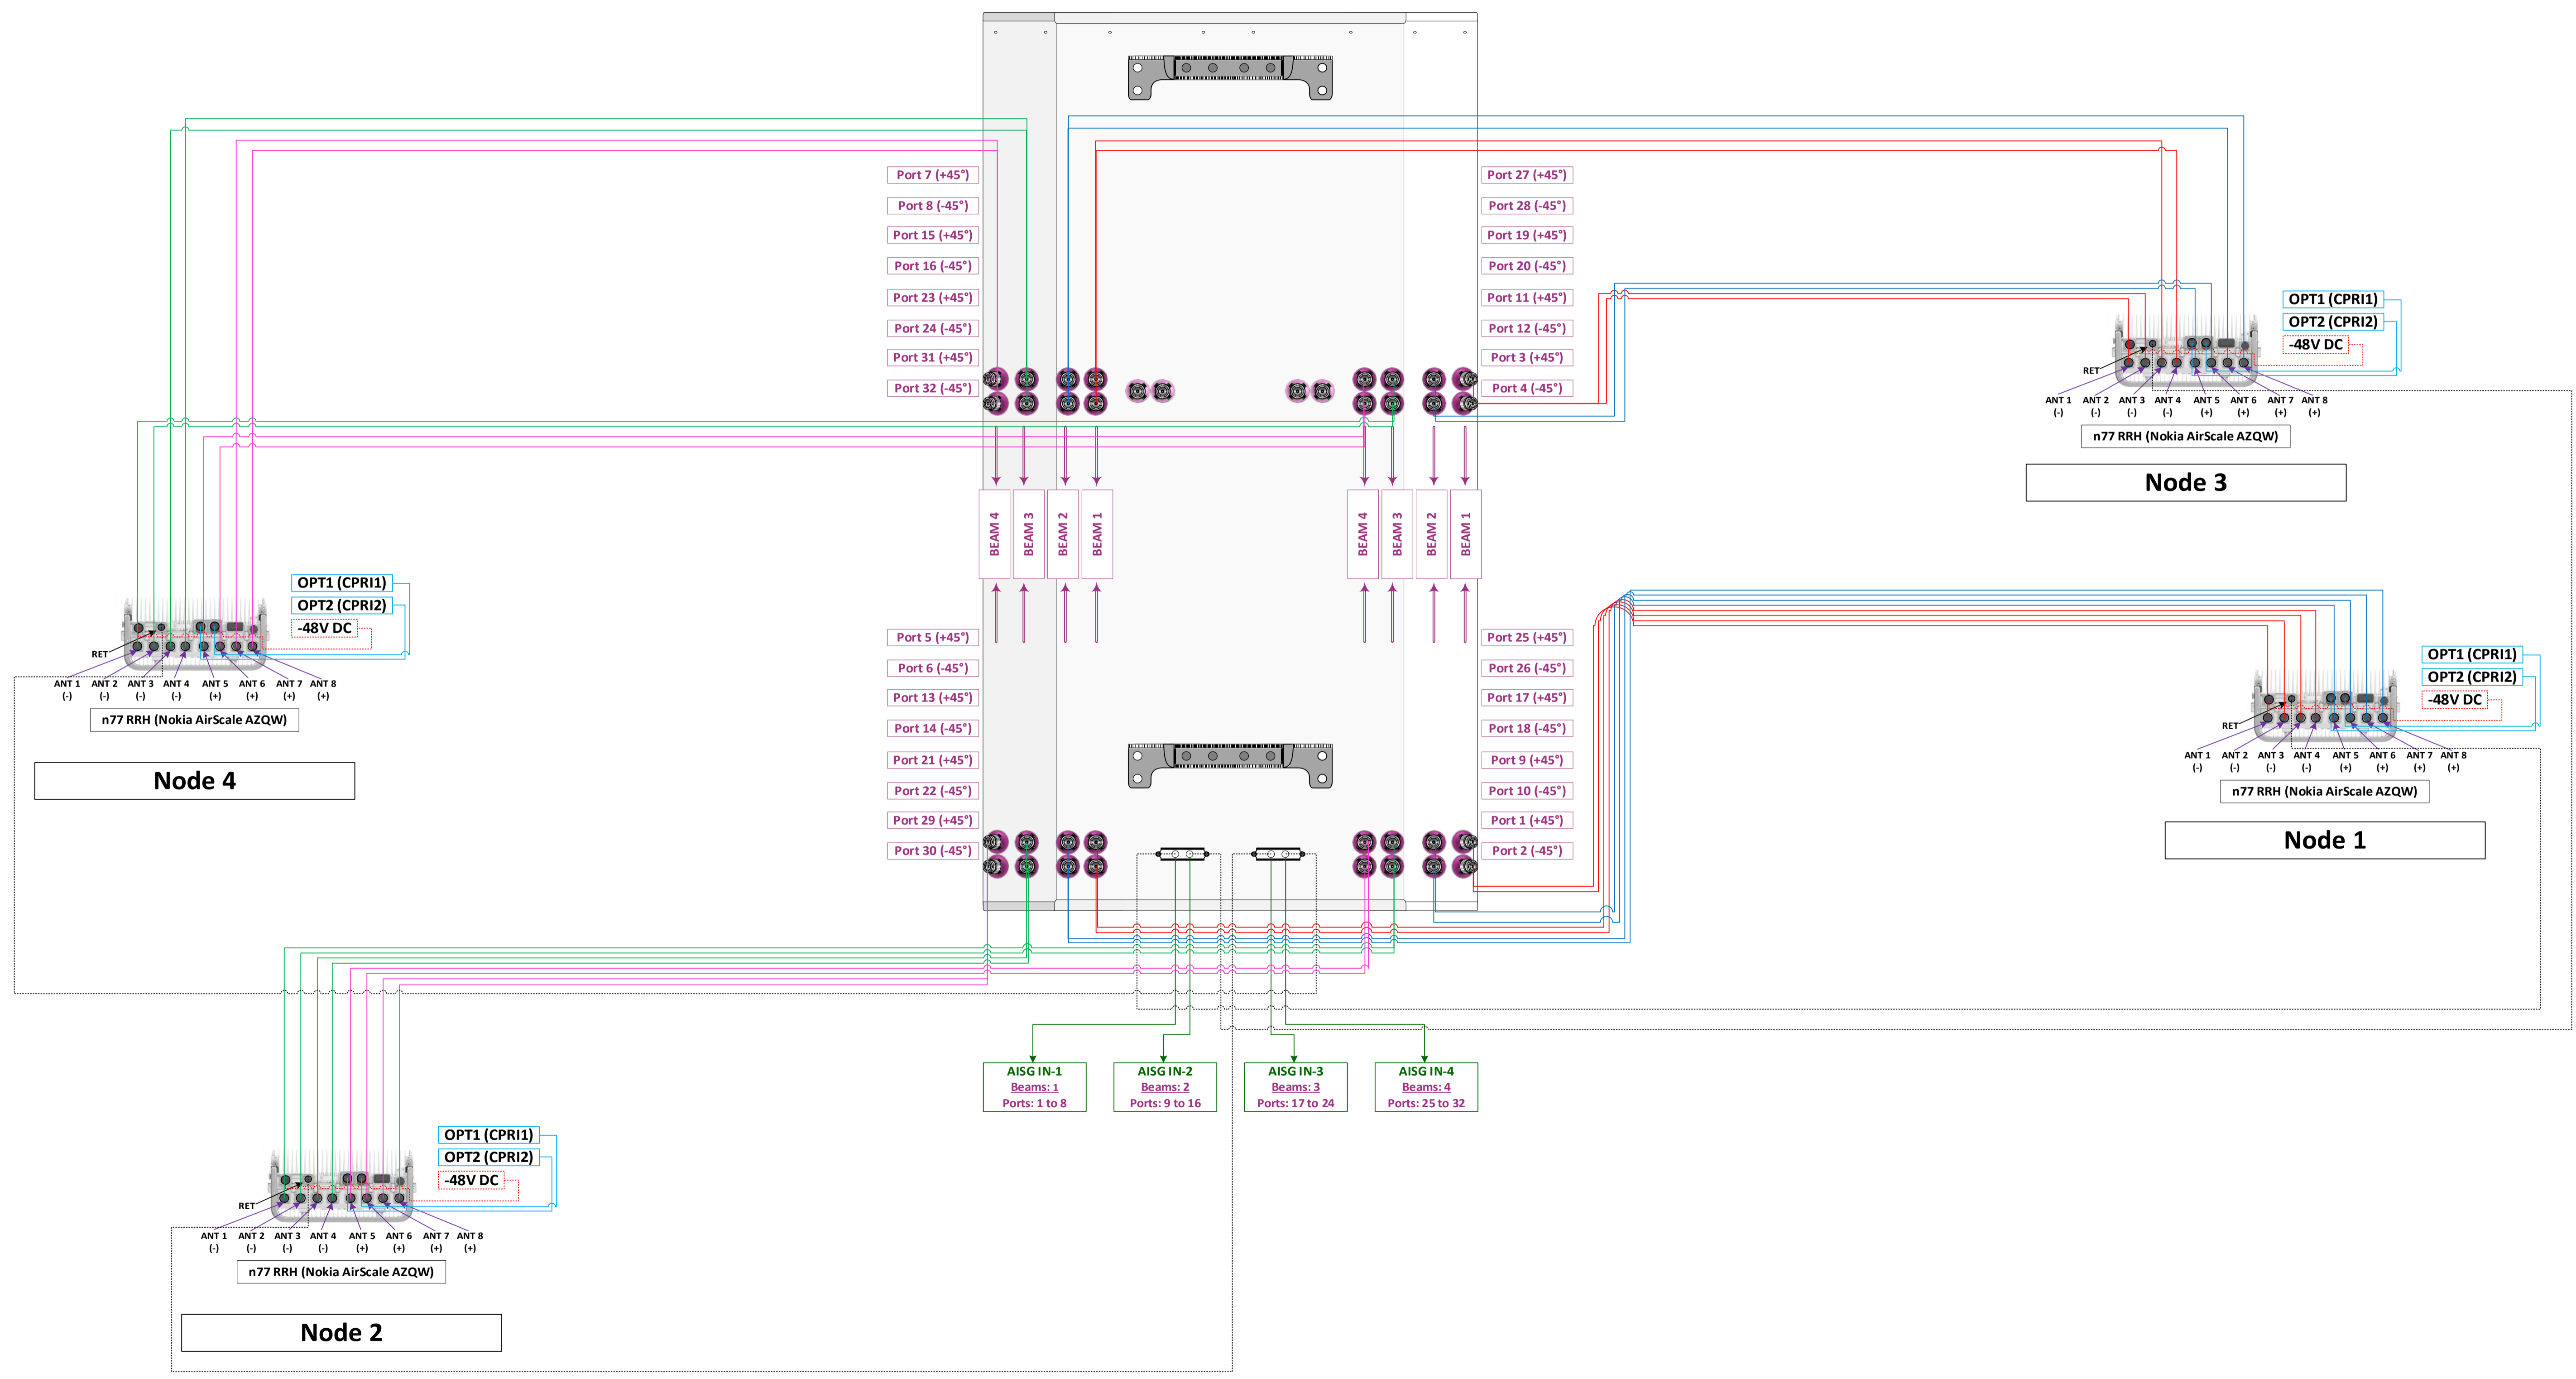 Port 7 (+45°)
Port 8 (-45°)
Port 15 (+45°)
Port 16 (-45°)
Port 23 (+45°)
Port 24 (-45°)
Port 31 (+45°)
Port 32 (-45°)
Port 27 (+45°)
Port 28 (-45°)
Port 19 (+45°)
Port 20 (-45°)
Port 11 (+45°)
Port 12 (-45°)
Port 3 (+45°)
Port 4 (-45°)
OPT1 (CPRI1)
OPT2 (CPRI2)
-48V DC
RET
ANT 1 (-)
ANT 2 (-)
ANT 3 (-)
ANT 4 (-)
ANT 5 (+)
ANT 6 (+)
ANT 7 (+)
ANT 8 (+)
n77 RRH (Nokia AirScale AZQW)
Node 3
BEAM 4
BEAM 3
BEAM 2
BEAM 1
BEAM 4
BEAM 3
BEAM 2
BEAM 1
OPT1 (CPRI1)
OPT2 (CPRI2)
-48V DC
RET
ANT 1 (-)
ANT 2 (-)
ANT 3 (-)
ANT 4 (-)
ANT 5 (+)
ANT 6 (+)
ANT 7 (+)
ANT 8 (+)
n77 RRH (Nokia AirScale AZQW)
Node 4
Port 5 (+45°)
Port 6 (-45°)
Port 13 (+45°)
Port 14 (-45°)
Port 21 (+45°)
Port 22 (-45°)
Port 29 (+45°)
Port 30 (-45°)
Port 25 (+45°)
Port 26 (-45°)
Port 17 (+45°)
Port 18 (-45°)
Port 9 (+45°)
Port 10 (-45°)
Port 1 (+45°)
Port 2 (-45°)
OPT1 (CPRI1)
OPT2 (CPRI2)
-48V DC
RET
ANT 1 (-)
ANT 2 (-)
ANT 3 (-)
ANT 4 (-)
ANT 5 (+)
ANT 6 (+)
ANT 7 (+)
ANT 8 (+)
n77 RRH (Nokia AirScale AZQW)
Node 1
AISG IN-1
Beams: 1
Ports: 1 to 8
AISG IN-2
Beams: 2
Ports: 9 to 16
AISG IN-3
Beams: 3
Ports: 17 to 24
AISG IN-4
Beams: 4
Ports: 25 to 32
OPT1 (CPRI1)
OPT2 (CPRI2)
-48V DC
RET
ANT 1 (-)
ANT 2 (-)
ANT 3 (-)
ANT 4 (-)
ANT 5 (+)
ANT 6 (+)
ANT 7 (+)
ANT 8 (+)
n77 RRH (Nokia AirScale AZQW)
Node 2